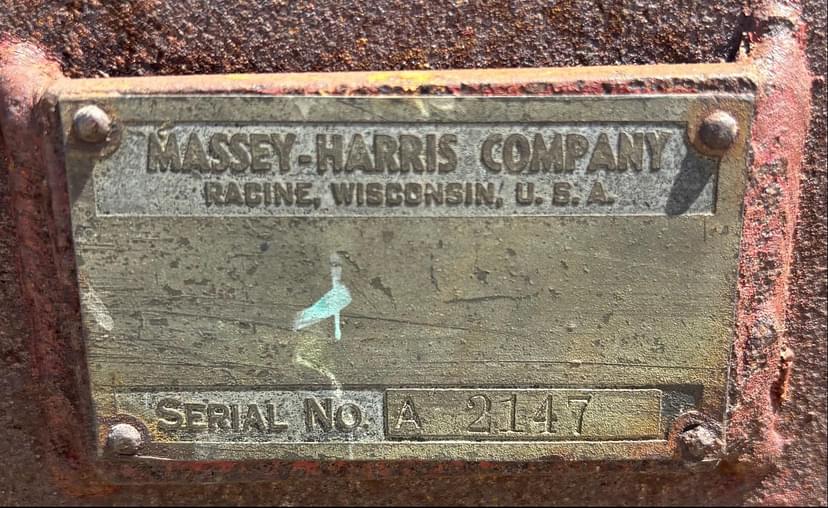 MASSEY-HARRIS COMPANY
RACINE, WISCONSIN, U.S.A.
SERIAL NO. A 2147